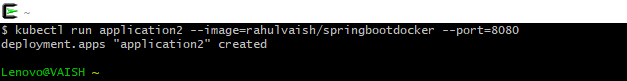 ~
$ kubectl run application2 --image=rahulvaish/springbootdocker --port=8080
deployment.apps "application2" created
Lenovo@VAISH ~